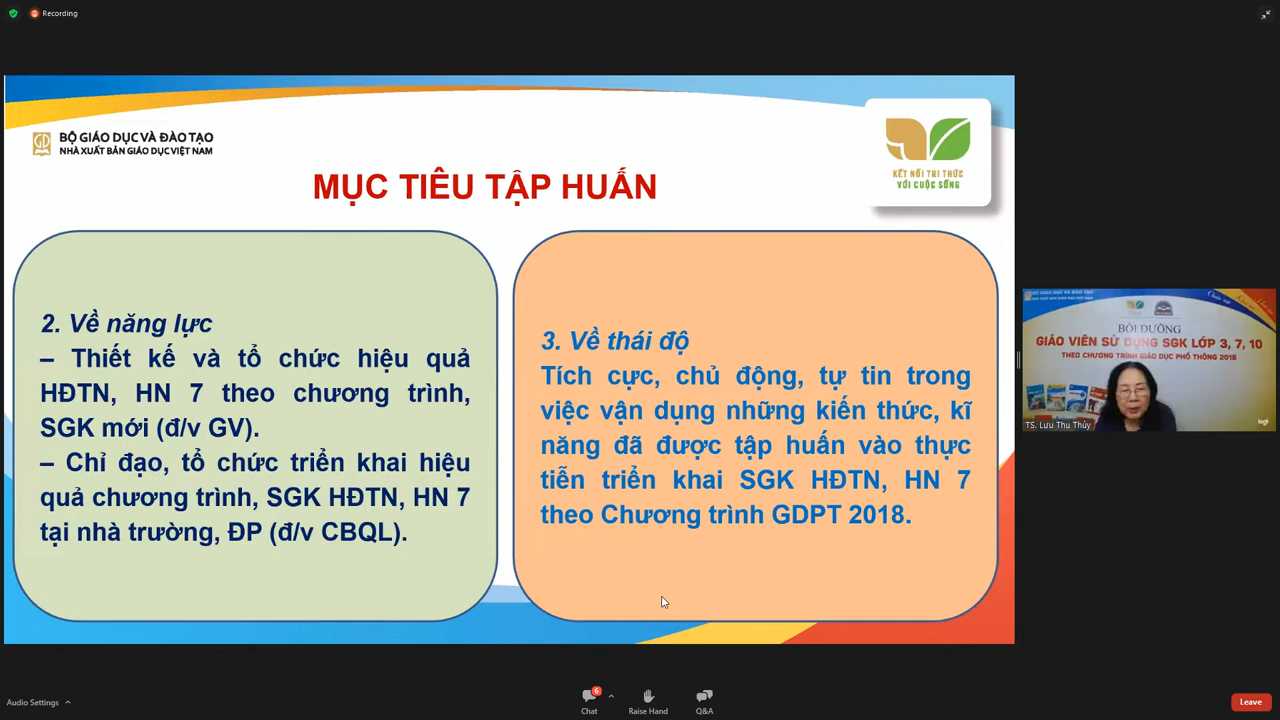 Recording
BỘ GIÁO DỤC VÀ ĐÀO TẠO
NHÀ XUẤT BẢN GIÁO DỤC VIỆT NAM
KẾT NỐI TRI THỨC
VỚI CUỘC SỐNG
MỤC TIÊU TẬP HUẤN
2. Về năng lực
– Thiết kế và tổ chức hiệu quả
HĐTN, HN 7 theo chương trình,
SGK mới (đ/v GV).
– Chỉ đạo, tổ chức triển khai hiệu
quả chương trình, SGK HĐTN, HN 7
tại nhà trường, ĐP (đ/v CBQL).
3. Về thái độ
Tích cực, chủ động, tự tin trong
việc vận dụng những kiến thức, kĩ
năng đã được tập huấn vào thực
tiễn triển khai SGK HĐTN, HN 7
theo Chương trình GDPT 2018.
BỘ GIÁO DỤC VÀ ĐÀO TẠO
BỒI DƯỠNG
GIÁO VIÊN SỬ DỤNG SGK LỚP 3, 7, 10
THEO CHƯƠNG TRÌNH GIÁO DỤC PHỔ THÔNG 2018
TS. Lưu Thu Thủy
Audio Settings
6
Chat
Raise Hand
Q&A
Leave